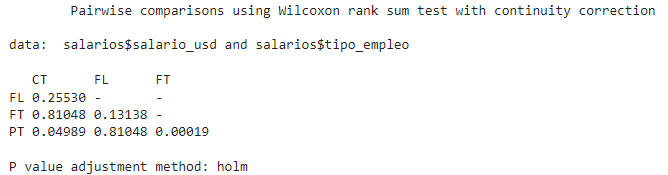 Pairwise comparisons using Wilcoxon rank sum test with continuity correction
data:  salarios$salario_usd and salarios$tipo_empleo
   CT      FL      FT
FL 0.25530 -       -
FT 0.81048 0.13138 -
PT 0.04989 0.81048 0.00019
P value adjustment method: holm